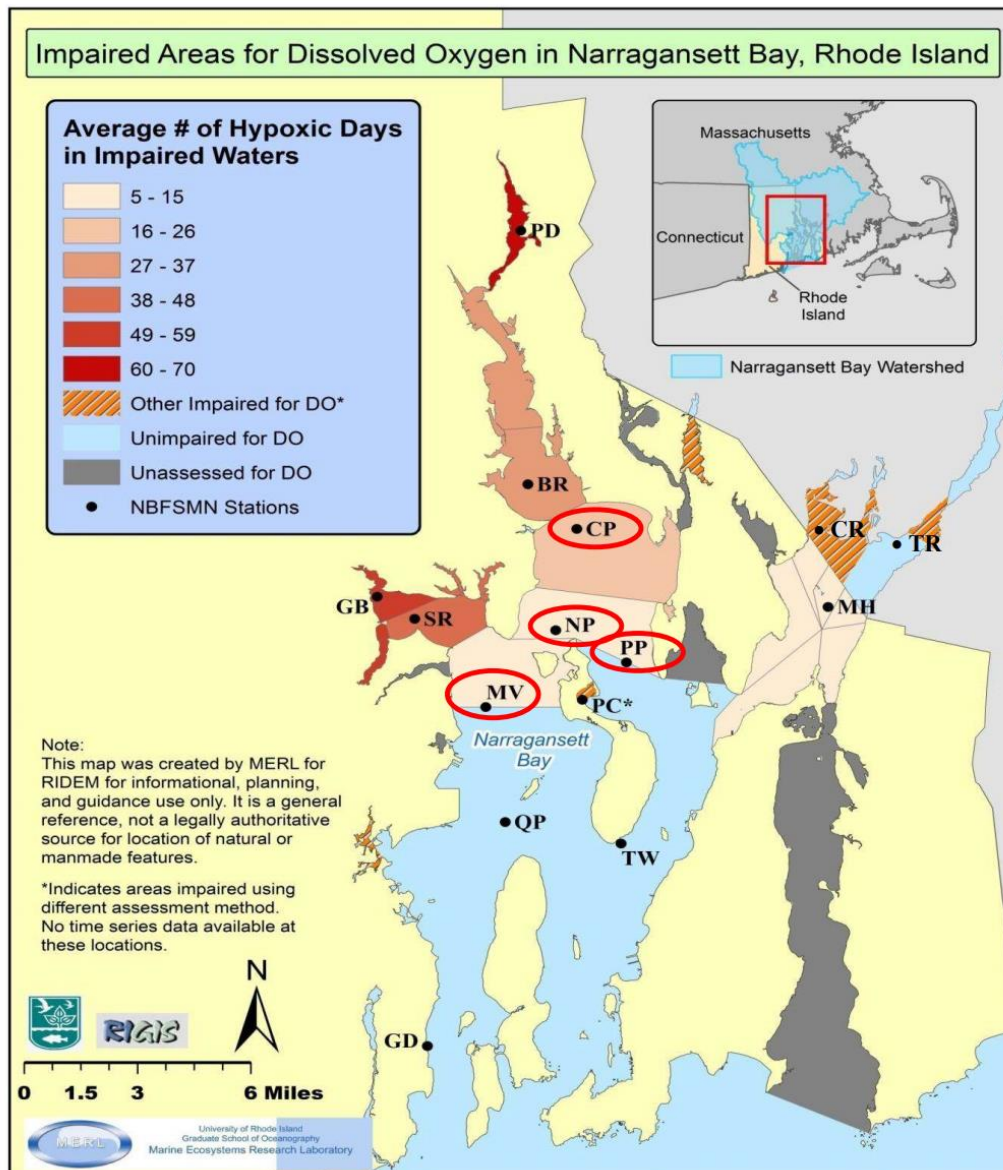 Impaired Areas for Dissolved Oxygen in Narragansett Bay, Rhode Island
Average # of Hypoxic Days
in Impaired Waters
5 - 15
16 - 26
27 - 37
38 - 48
49 - 59
60 - 70
Other Impaired for DO*
Unimpaired for DO
Unassessed for DO
NBFSMN Stations
Massachusetts
Connecticut
Rhode
Island
Narragansett Bay Watershed
PD
BR
CP
CR
TR
GB
SR
NP
MH
PP
MV
PC*
Narragansett
Bay
QP
TW
GD
Note:
This map was created by MERL for
RIDEM for informational, planning,
and guidance use only. It is a general
reference, not a legally authoritative
source for location of natural or
manmade features.
*Indicates areas impaired using
different assessment method.
No time series data available at
these locations.
N
RIGIS
0 1.5 3 6 Miles
MERL
University of Rhode Island
Graduate School of Oceanography
Marine Ecosystems Research Laboratory